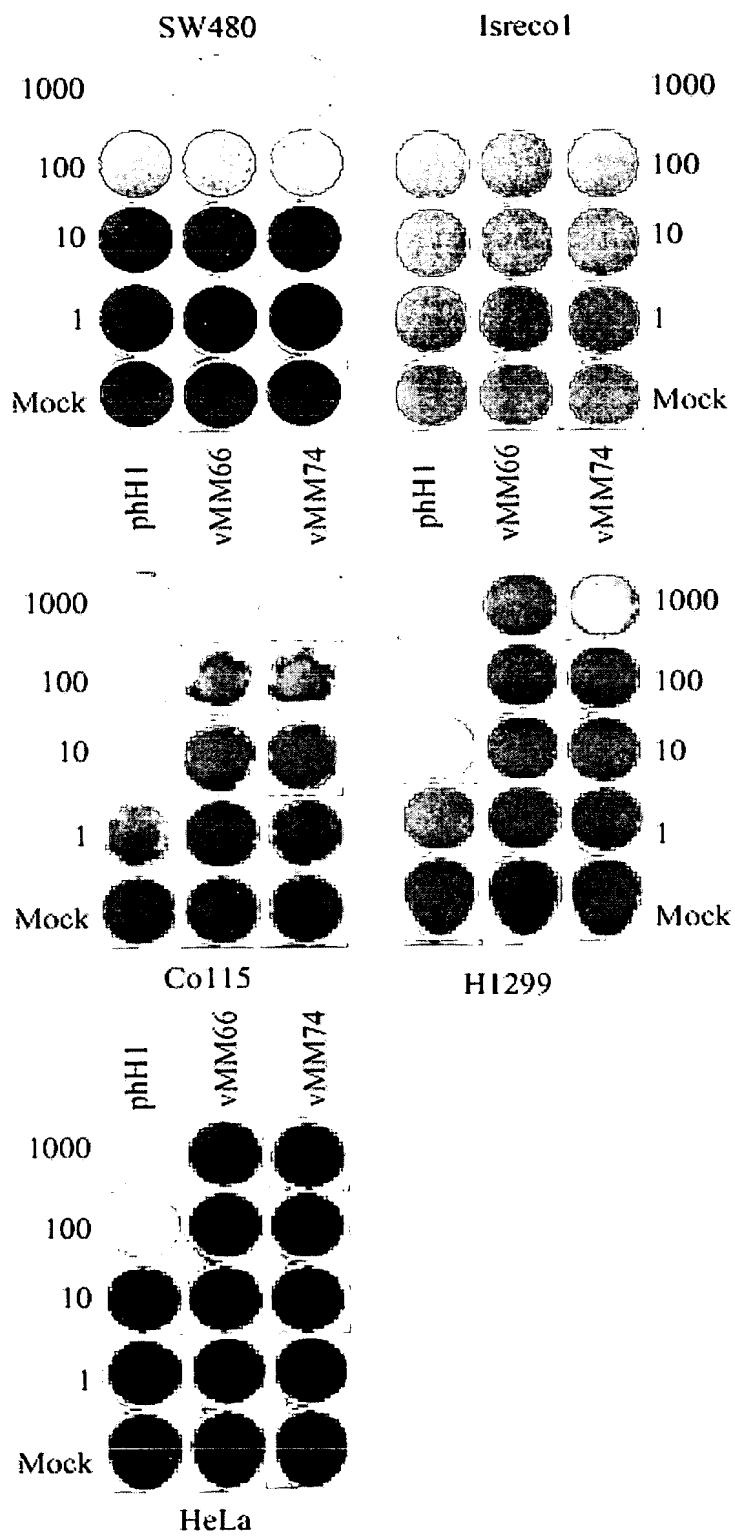 SW480 Isreco1
1000 1000
100 100
10 10
1 1
Mock Mock
phH1 vMM66 vMM74 phH1 vMM66 vMM74
1000 1000
100 100
10 10
1 1
Mock Mock
Co115 H1299
phH1 vMM66 vMM74
1000
100
10
1
Mock
HeLa